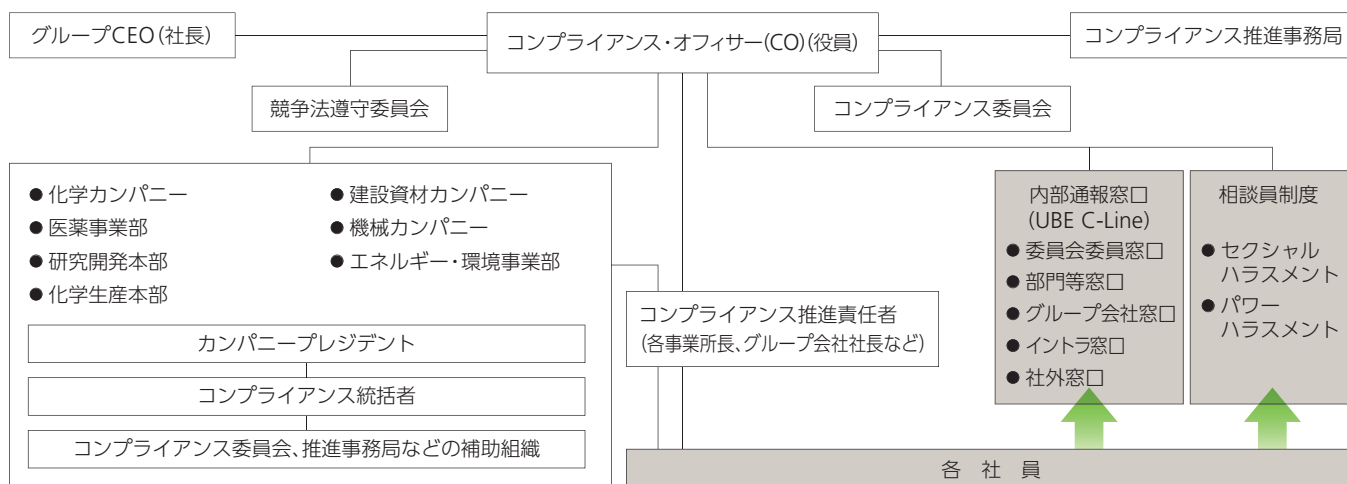 グループCEO(社長)
コンプライアンス・オフィサー(CO)(役員)
コンプライアンス推進事務局
競争法遵守委員会
コンプライアンス委員会
● 化学カンパニー
● 医薬事業部
● 研究開発本部
● 化学生産本部
● 建設資材カンパニー
● 機械カンパニー
● エネルギー・環境事業部
カンパニープレジデント
コンプライアンス統括者
コンプライアンス委員会、推進事務局などの補助組織
コンプライアンス推進責任者
(各事業所長、グループ会社社長など)
内部通報窓口
(UBE C-Line)
● 委員会委員窓口
● 部門等窓口
● グループ会社窓口
● イントラ窓口
● 社外窓口
相談員制度
● セクシャル
ハラスメント
● パワー
ハラスメント
各 社 員